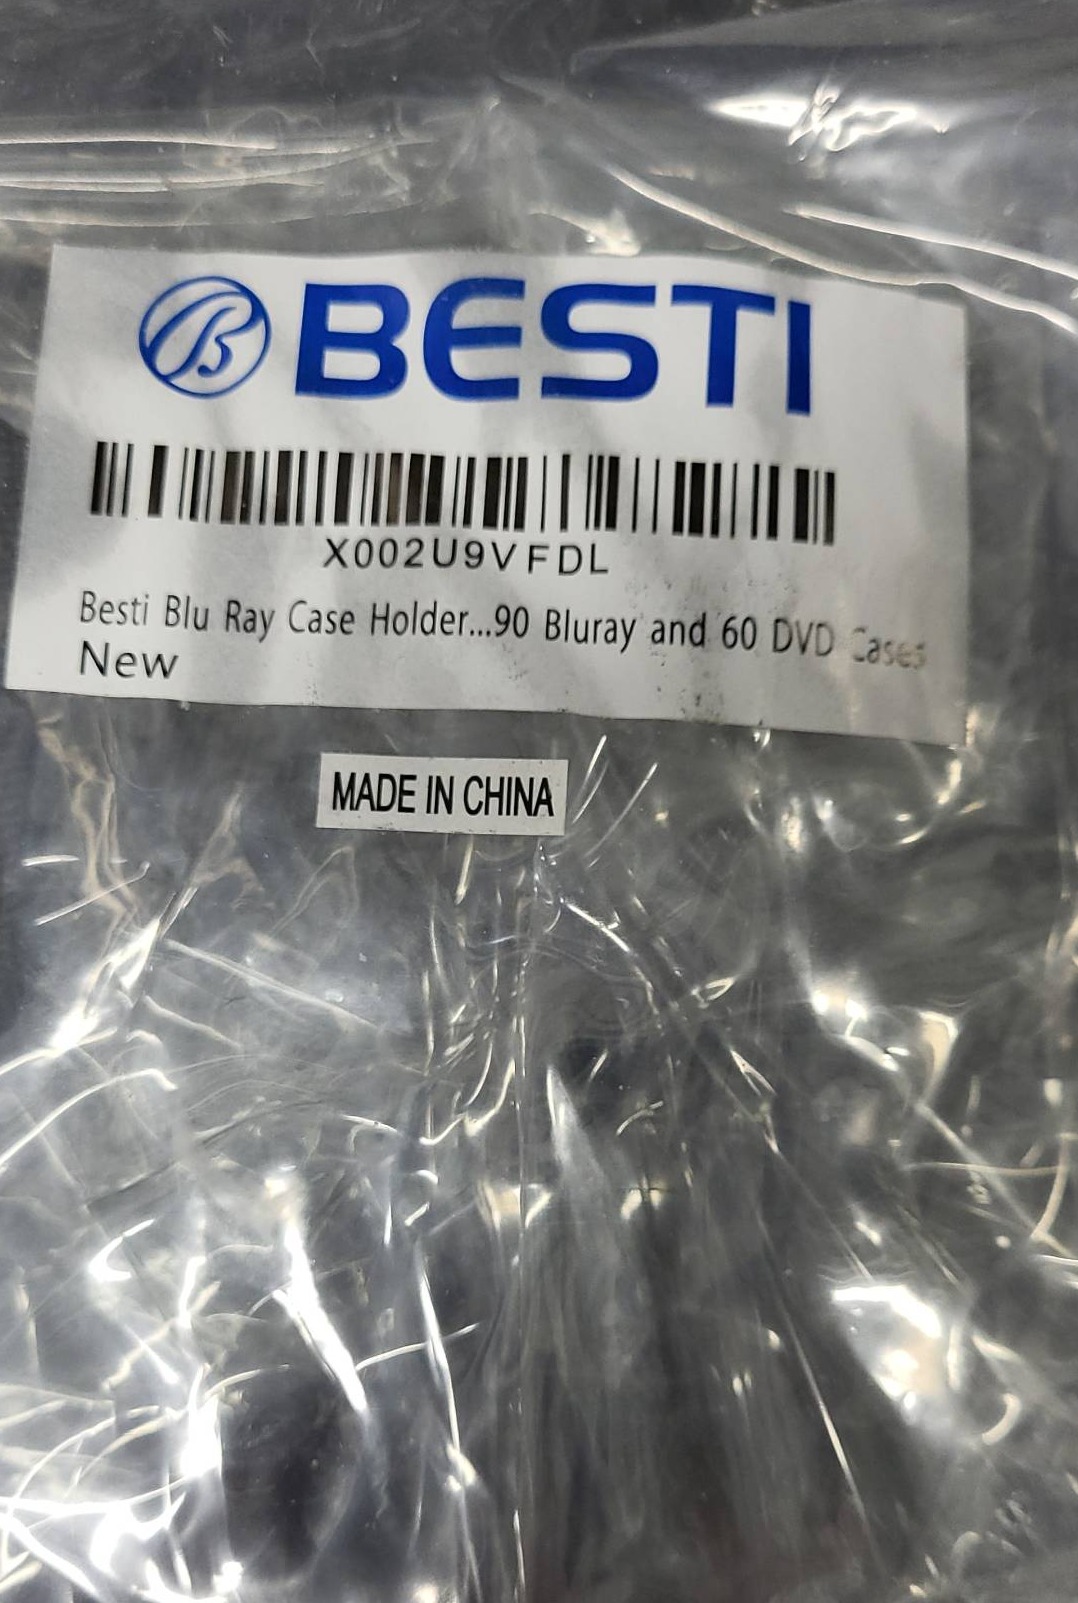 B BESTI
X002U9VFDL
Besti Blu Ray Case Holder...90 Bluray and 60 DVD Cases
New
MADE IN CHINA